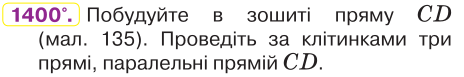 1400°. Побудуйте в зошиті пряму CD
(мал. 135). Проведіть за клітинками три
прямі, паралельні прямій CD.